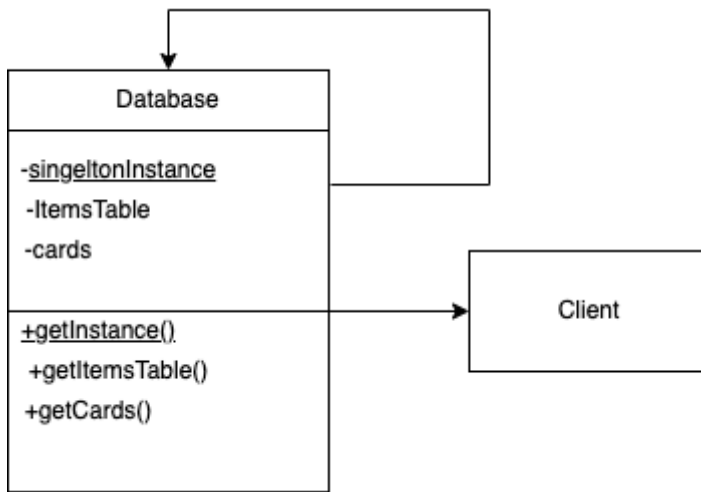 Database
-singeltonInstance
-ItemsTable
-cards
+getInstance()
+getItemsTable()
+getCards()
Client